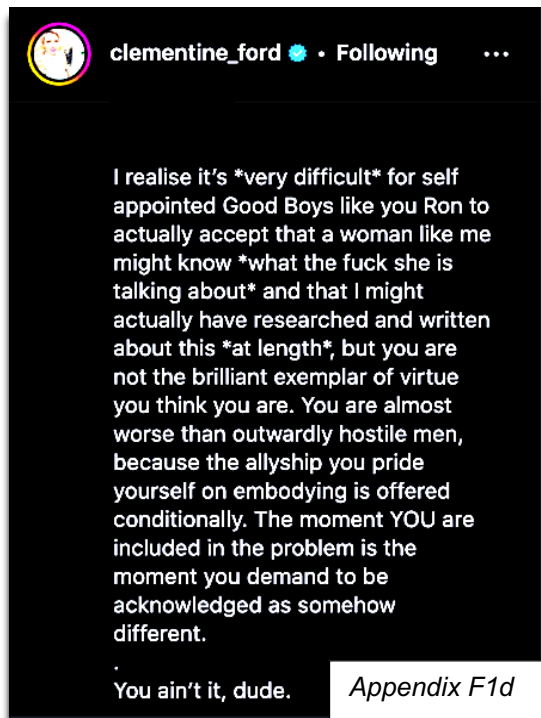 clementine_ford • Following
I realise it's *very difficult* for self
appointed Good Boys like you Ron to
actually accept that a woman like me
might know *what the fuck she is
talking about* and that I might
actually have researched and written
about this *at length*, but you are
not the brilliant exemplar of virtue
you think you are. You are almost
worse than outwardly hostile men,
because the allyship you pride
yourself on embodying is offered
conditionally. The moment YOU are
included in the problem is the
moment you demand to be
acknowledged as somehow
different.
.
You ain't it, dude.
Appendix F1d